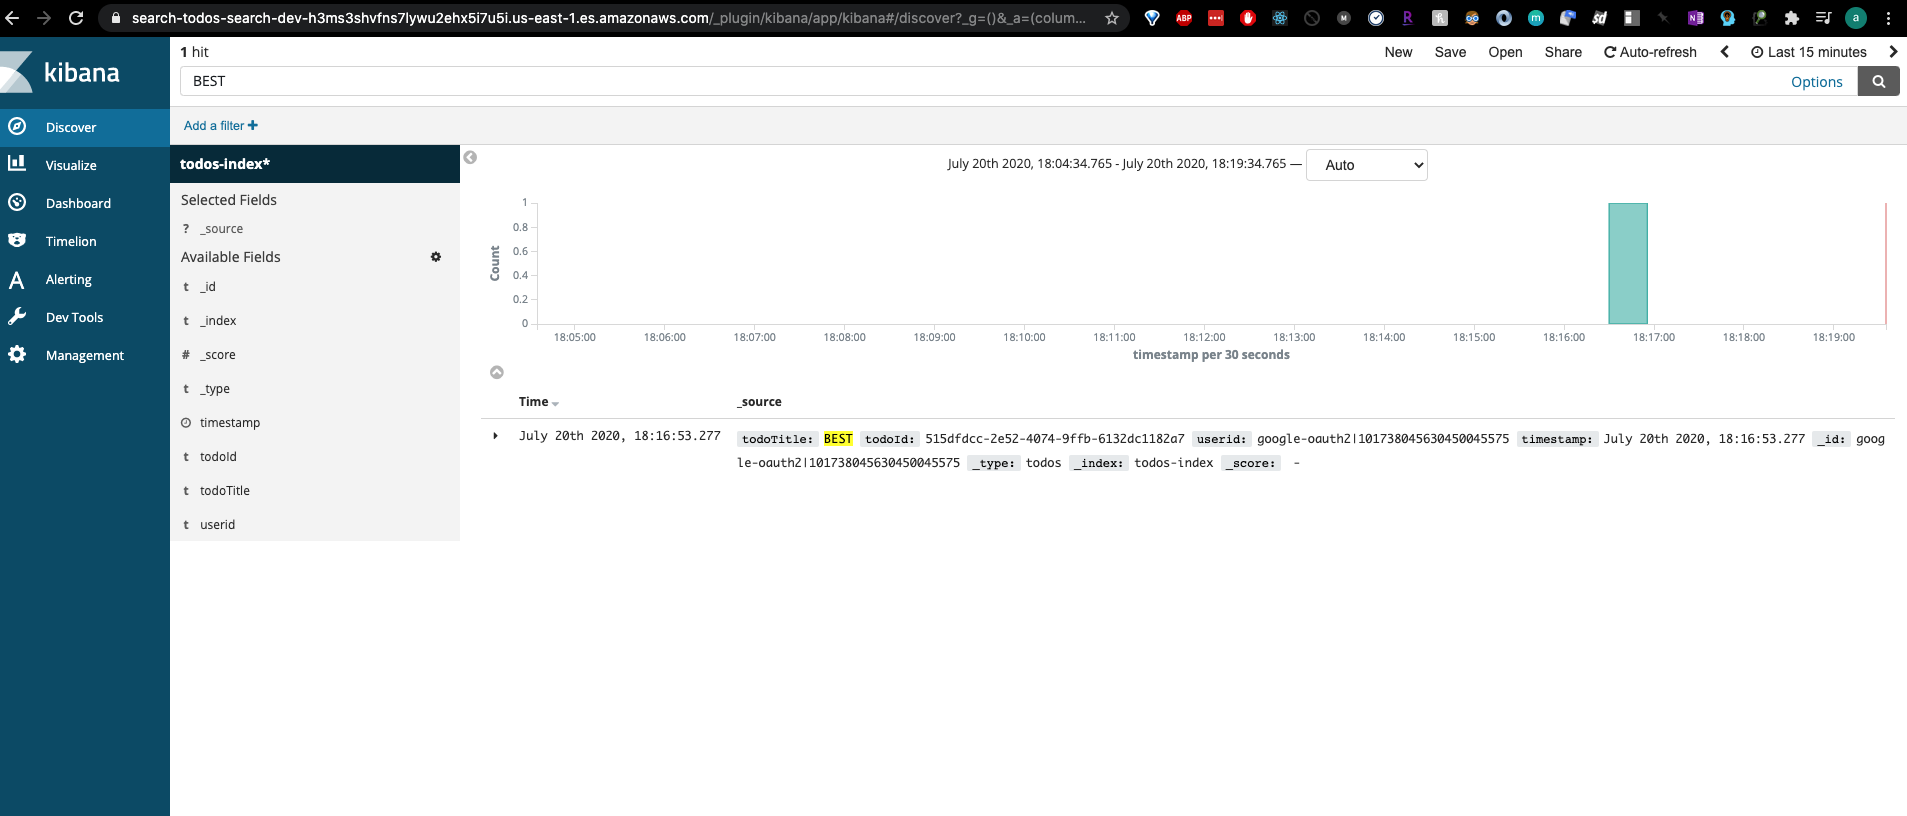 search-todos-search-dev-h3ms3shvfns7lywu2ehx5i7u5i.us-east-1.es.amazonaws.com/_plugin/kibana/app/kibana#/discover?_g=()&_a=(colum...
ABP
M
R
sd
N
m
a
kibana
1 hit
New Save Open Share Auto-refresh Last 15 minutes
BEST
Options
Add a filter
Discover
Visualize
Dashboard
Timelion
Alerting
Dev Tools
Management
todos-index*
Selected Fields
? _source
Available Fields
t _id
t _index
# _score
t _type
timestamp
t todoId
t todoTitle
t userid
July 20th 2020, 18:04:34.765 - July 20th 2020, 18:19:34.765 — Auto
Count
1
0.8
0.6
0.4
0.2
0
18:05:00 18:06:00 18:07:00 18:08:00 18:09:00 18:10:00 18:11:00 18:12:00 18:13:00 18:14:00 18:15:00 18:16:00 18:17:00 18:18:00 18:19:00
timestamp per 30 seconds
Time _source
July 20th 2020, 18:16:53.277 todoTitle: BEST todoId: 515dfdcc-2e52-4074-9ffb-6132dc1182a7 userid: google-oauth2|101738045630450045575 timestamp: July 20th 2020, 18:16:53.277 _id: goog
le-oauth2|101738045630450045575 _type: todos _index: todos-index _score: -